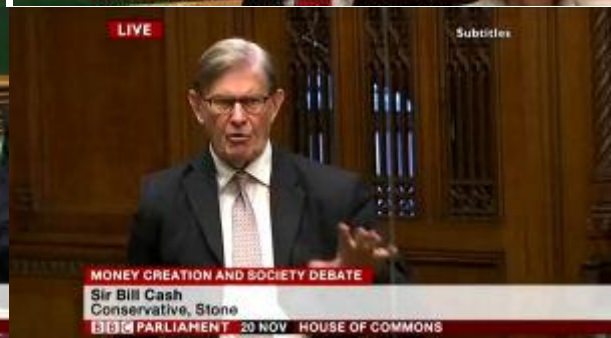 LIVE
Subtitles
MONEY CREATION AND SOCIETY DEBATE
Sir Bill Cash
Conservative, Stone
BBC PARLIAMENT 20 NOV HOUSE OF COMMONS